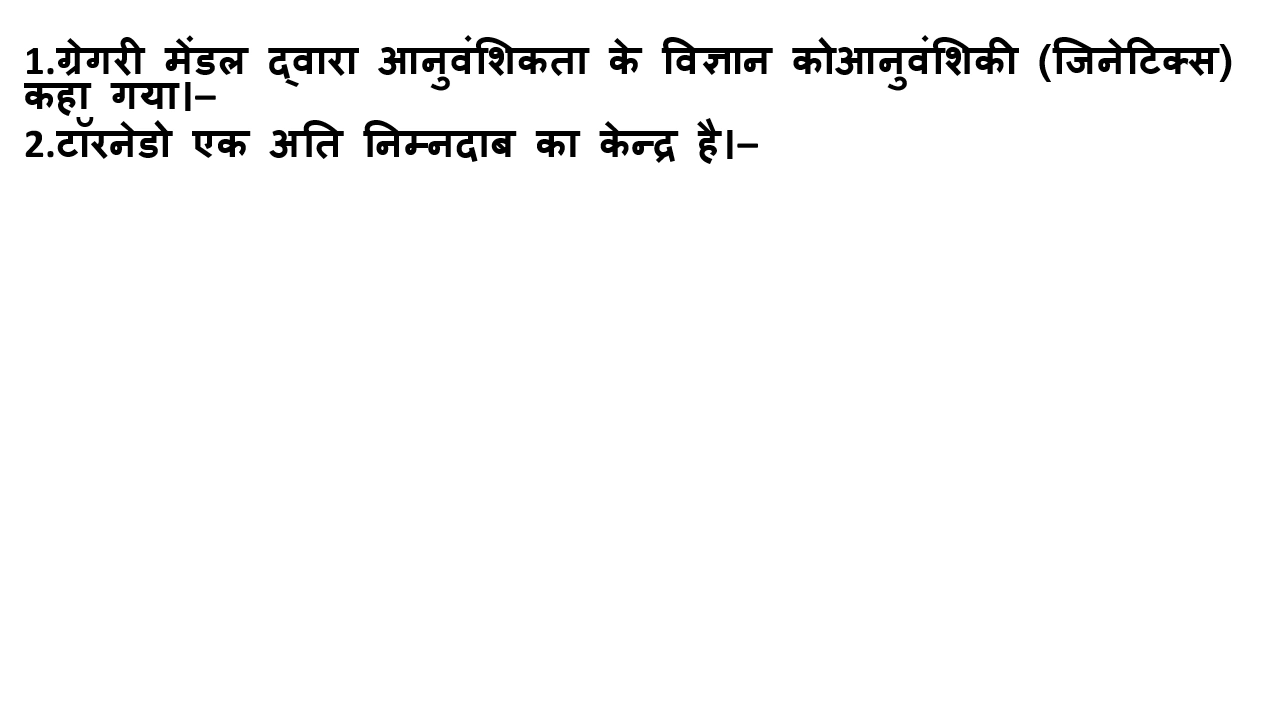 1.ग्रेगरी मेंडल द्वारा आनुवंशिकता के विज्ञान कोआनुवंशिकी (जिनेटिक्स)
कहा गया।–
2.टॉरनेडो एक अति निम्नदाब का केन्द्र है।–